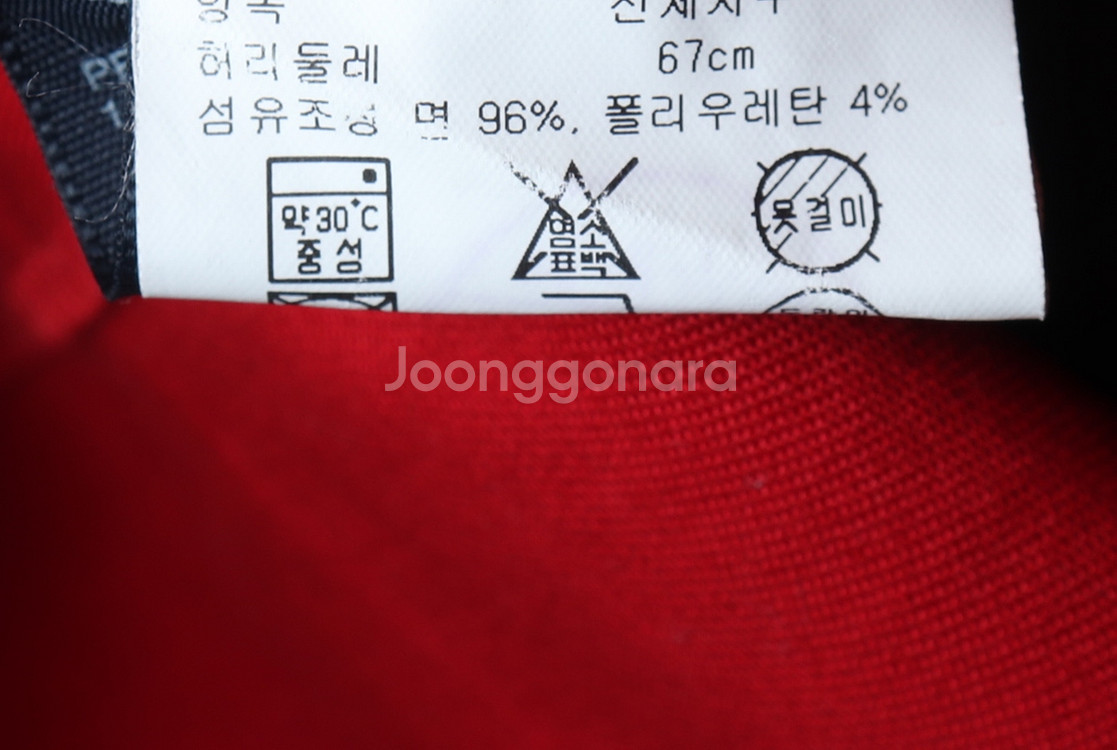 허리둘레 67cm
섬유조성 면 96%, 폴리우레탄 4%
약30˚C
중성
염소
표백
옷걸이
Joonggonara